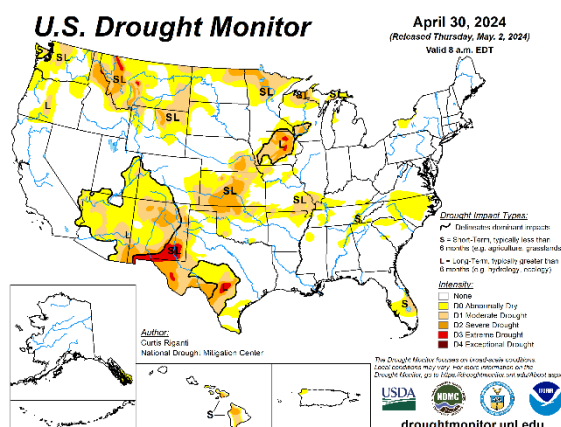 U.S. Drought Monitor
April 30, 2024
(Released Thursday, May. 2, 2024)
Valid 8 a.m. EDT
S
SL
SL
SL
SL
SL
SL
L
L
L
SL
SL
S
S
S
Drought Impact Types:
Delineates dominant impacts
S = Short-Term, typically less than
6 months (e.g. agriculture, grasslands
L = Long-Term, typically greater than
6 months (e.g. hydrology, ecology)
Intensity:
None
D0 Abnormally Dry
D1 Moderate Drought
D2 Severe Drought
D3 Extreme Drought
D4 Exceptional Drought
Author:
Curtis Riganti
National Drought Mitigation Center
The Drought Monitor focuses on broad-scale conditions.
Local conditions may vary. For more information on the
Drought Monitor, go to https://droughtmonitor.unl.edu/About.aspx
USDA
NDMC
NOAA
droughtmonitor.unl.edu